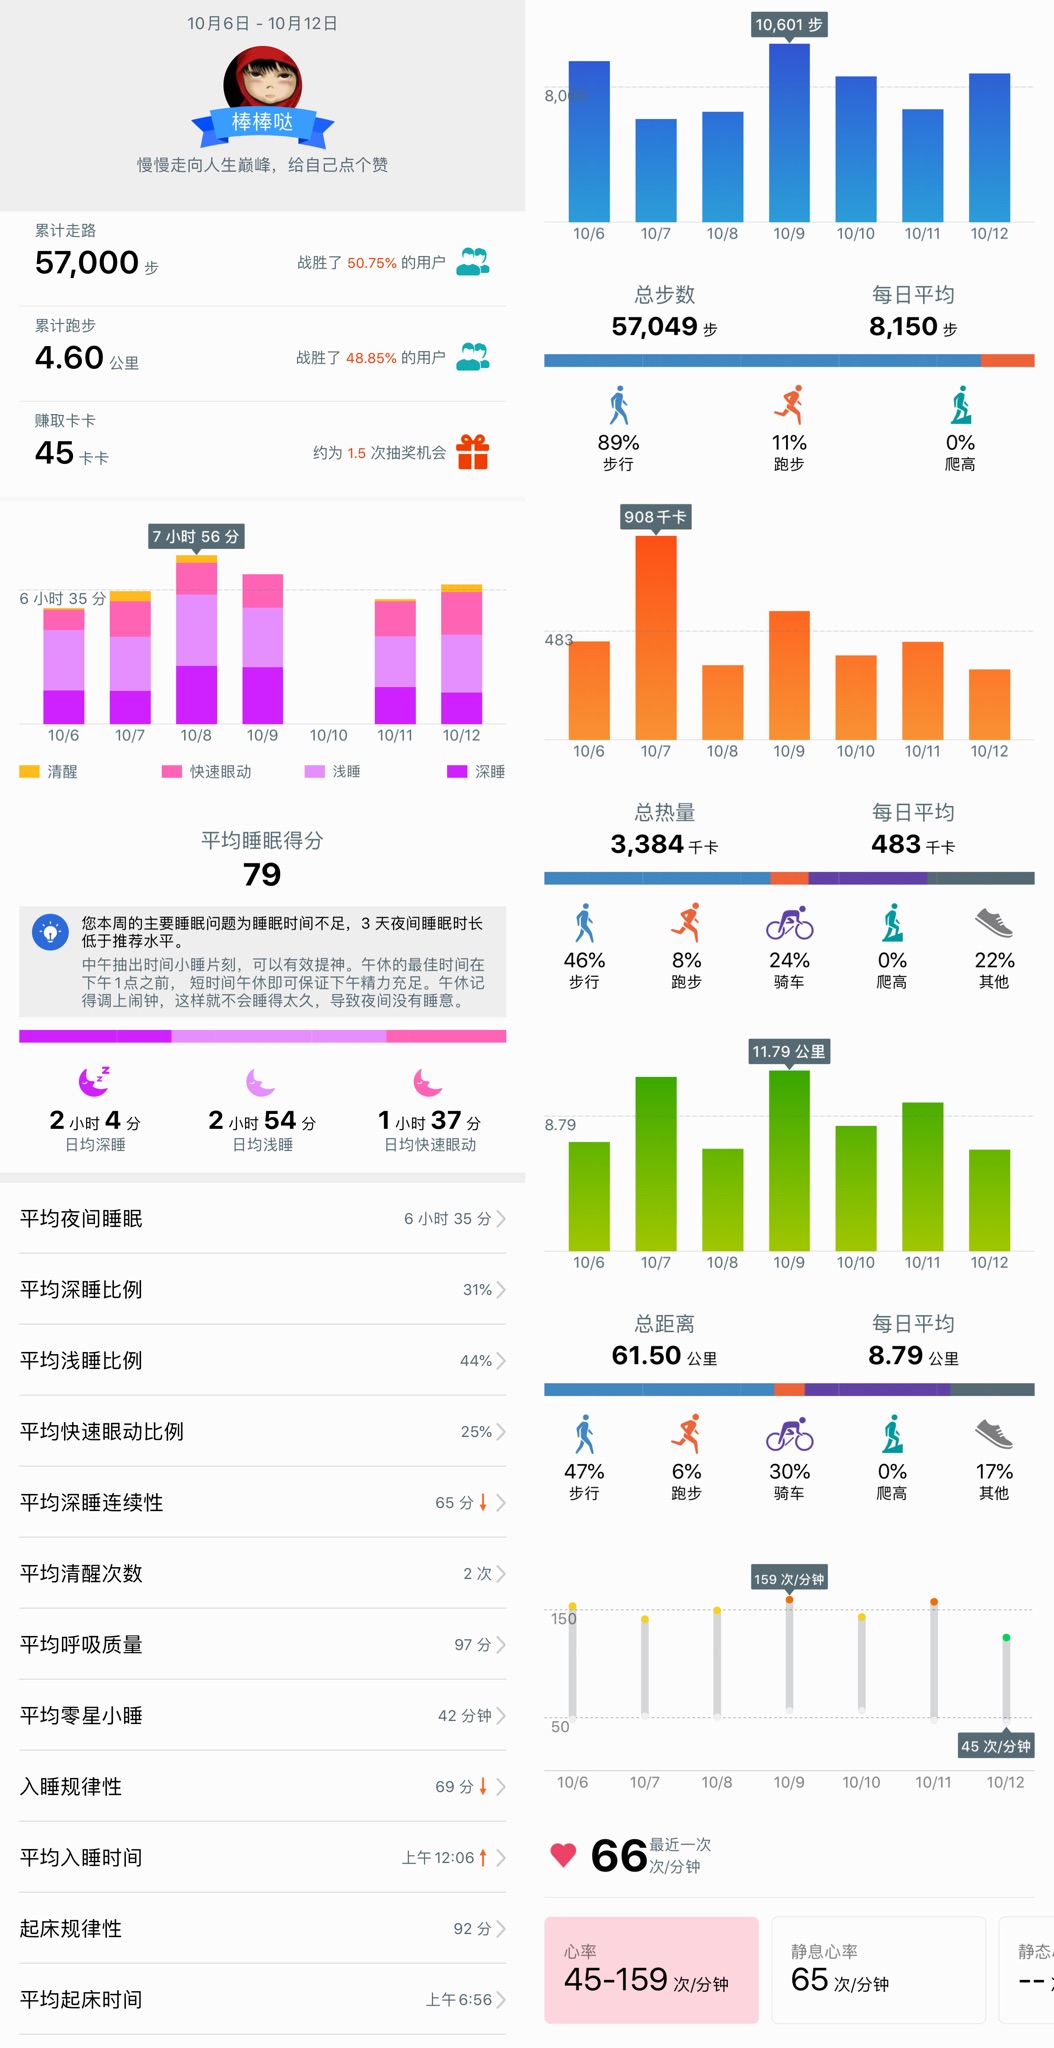 10月6日 - 10月12日
棒棒哒
慢慢走向人生巅峰，给自己点个赞
累计走路
57,000 步
战胜了 50.75% 的用户
累计跑步
4.60 公里
战胜了 48.85% 的用户
赚取卡卡
45 卡卡
约为 1.5 次抽奖机会
7 小时 56 分
6 小时 35 分
10/6 10/7 10/8 10/9 10/10 10/11 10/12
清醒 快速眼动 浅睡 深睡
平均睡眠得分
79
您本周的主要睡眠问题为睡眠时间不足，3 天夜间睡眠时长
低于推荐水平。
中午抽出时间小睡片刻，可以有效提神。午休的最佳时间在
下午1点之前， 短时间午休即可保证下午精力充足。午休记
得调上闹钟，这样就不会睡得太久，导致夜间没有睡意。
2 小时 4 分 2 小时 54 分 1 小时 37 分
日均深睡 日均浅睡 日均快速眼动
平均夜间睡眠 6 小时 35 分
平均深睡比例 31%
平均浅睡比例 44%
平均快速眼动比例 25%
平均深睡连续性 65 分
平均清醒次数 2 次
平均呼吸质量 97 分
平均零星小睡 42 分钟
入睡规律性 69 分
平均入睡时间 上午12:06
起床规律性 92 分
平均起床时间 上午6:56
10,601 步
8,00
10/6 10/7 10/8 10/9 10/10 10/11 10/12
总步数 每日平均
57,049 步 8,150 步
89% 11% 0%
步行 跑步 爬高
908千卡
483
10/6 10/7 10/8 10/9 10/10 10/11 10/12
总热量 每日平均
3,384 千卡 483 千卡
46% 8% 24% 0% 22%
步行 跑步 骑车 爬高 其他
11.79 公里
8.79
10/6 10/7 10/8 10/9 10/10 10/11 10/12
总距离 每日平均
61.50 公里 8.79 公里
47% 6% 30% 0% 17%
步行 跑步 骑车 爬高 其他
159 次/分钟
150
50
45 次/分钟
10/6 10/7 10/8 10/9 10/10 10/11 10/12
66 最近一次
次/分钟
心率 静息心率 静态
45-159 次/分钟 65 次/分钟 --